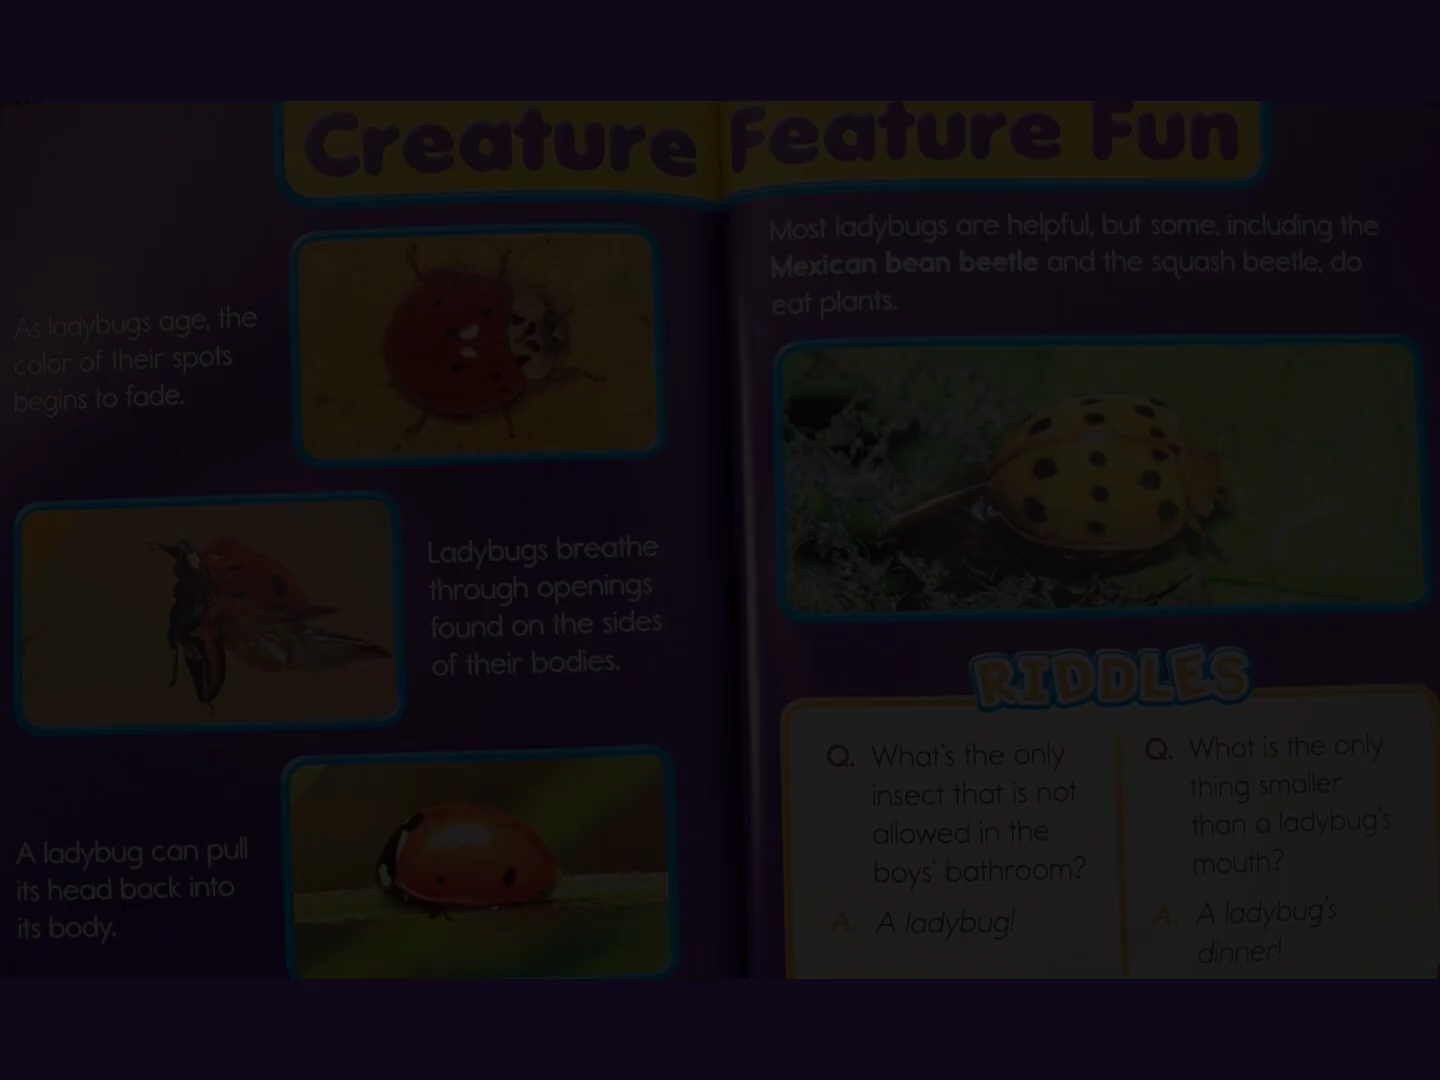 Creature Feature Fun
As ladybugs age, the
color of their spots
begins to fade.
Ladybugs breathe
through openings
found on the sides
of their bodies.
A ladybug can pull
its head back into
its body.
Most ladybugs are helpful, but some, including the
Mexican bean beetle and the squash beetle, do
eat plants.
RIDDLES
Q. What's the only
insect that is not
allowed in the
boys' bathroom?
A. A ladybug!
Q. What is the only
thing smaller
than a ladybug's
mouth?
A. A ladybug's
dinner!